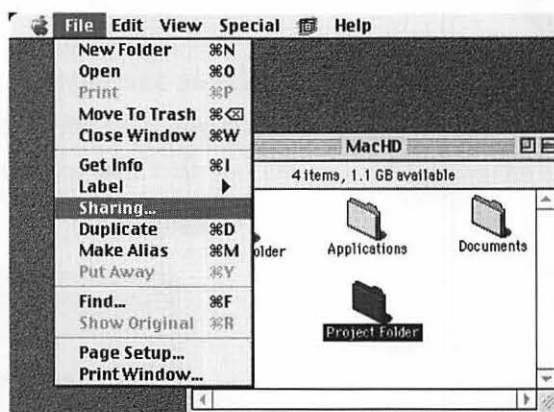 File Edit View Special Help
New Folder ⌘N
Open ⌘O
Print ⌘P
Move To Trash ⌘⌫
Close Window ⌘W
Get Info ⌘I
Label ▶
Sharing...
Duplicate ⌘D
Make Alias ⌘M
Put Away ⌘Y
Find... ⌘F
Show Original ⌘R
Page Setup...
Print Window...
MacHD
4 items, 1.1 GB available
older
Applications
Documents
Project Folder